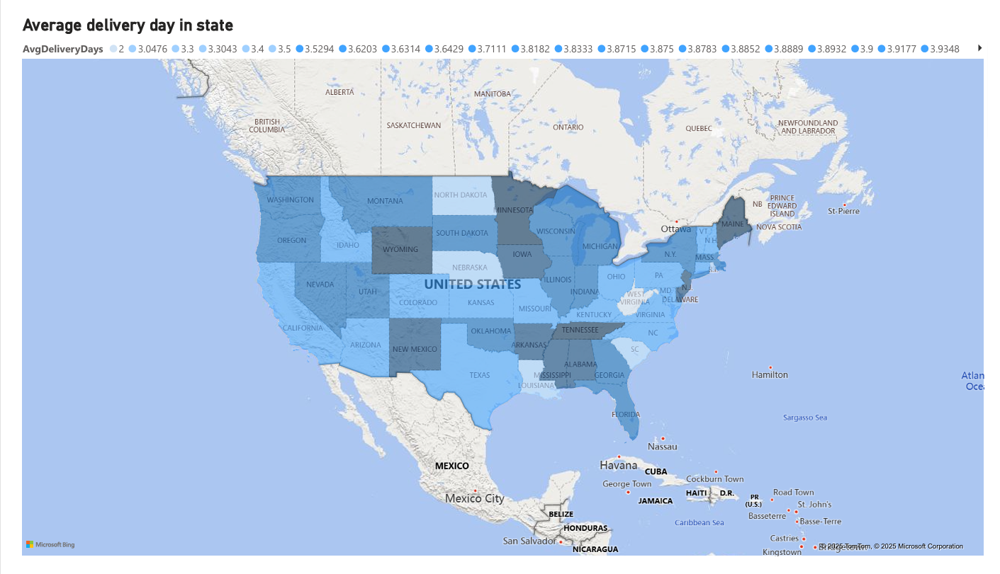 Average delivery day in state
AvgDeliveryDays 2 3.0476 3.3 3.3043 3.4 3.5 3.5294 3.6203 3.6314 3.6429 3.7111 3.8182 3.8333 3.8715 3.875 3.8783 3.8852 3.8889 3.8932 3.9 3.9177 3.9348
ALBERTA
MANITOBA
BRITISH
COLUMBIA
SASKATCHEWAN
ONTARIO
QUEBEC
NEWFOUNDLAND
AND LABRADOR
WASHINGTON
MONTANA
NORTH DAKOTA
MINNESOTA
NB
PRINCE
EDWARD
ISLAND
St-Pierre
OREGON
IDAHO
WYOMING
SOUTH DAKOTA
WISCONSIN
MICHIGAN
Ottawa
VT
N.H.
MAINE
NOVA SCOTIA
NEVADA
UTAH
NEBRASKA
IOWA
ILLINOIS
INDIANA
OHIO
PA
N.Y.
MASS
R.I.
UNITED STATES
COLORADO
KANSAS
MISSOURI
KENTUCKY
WEST
VIRGINIA
VIRGINIA
MD
N.J.
DELAWARE
CALIFORNIA
ARIZONA
NEW MEXICO
OKLAHOMA
ARKANSAS
TENNESSEE
NC
SC
TEXAS
LOUISIANA
MISSISSIPPI
ALABAMA
GEORGIA
FLORIDA
Hamilton
Atlan
Ocea
Sargasso Sea
Nassau
MEXICO
Havana
CUBA
Mexico City
George Town
Cockburn Town
JAMAICA
HAITI
D.R.
PR
(U.S.)
Road Town
St. John's
Basseterre
Basse-Terre
Caribbean Sea
BELIZE
HONDURAS
San Salvador
NICARAGUA
Castries
Kingstown
Microsoft Bing
© 2025 TomTom, © 2025 Microsoft Corporation